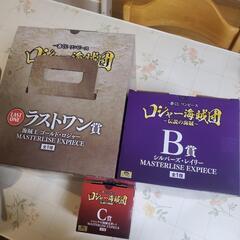 一番くじ ワンピース
ロジャー海賊団
LAST ONE
ラストワン賞
海賊王 ゴールド・ロジャー
MASTERLISE EXPIECE
全1種
一番くじ ワンピース
ロジャー海賊団
~伝説の海賊~
B賞
シルバーズ・レイリー
MASTERLISE EXPIECE
全1種
ロジャー海賊団
C賞
MASTERLISE EXPIECE